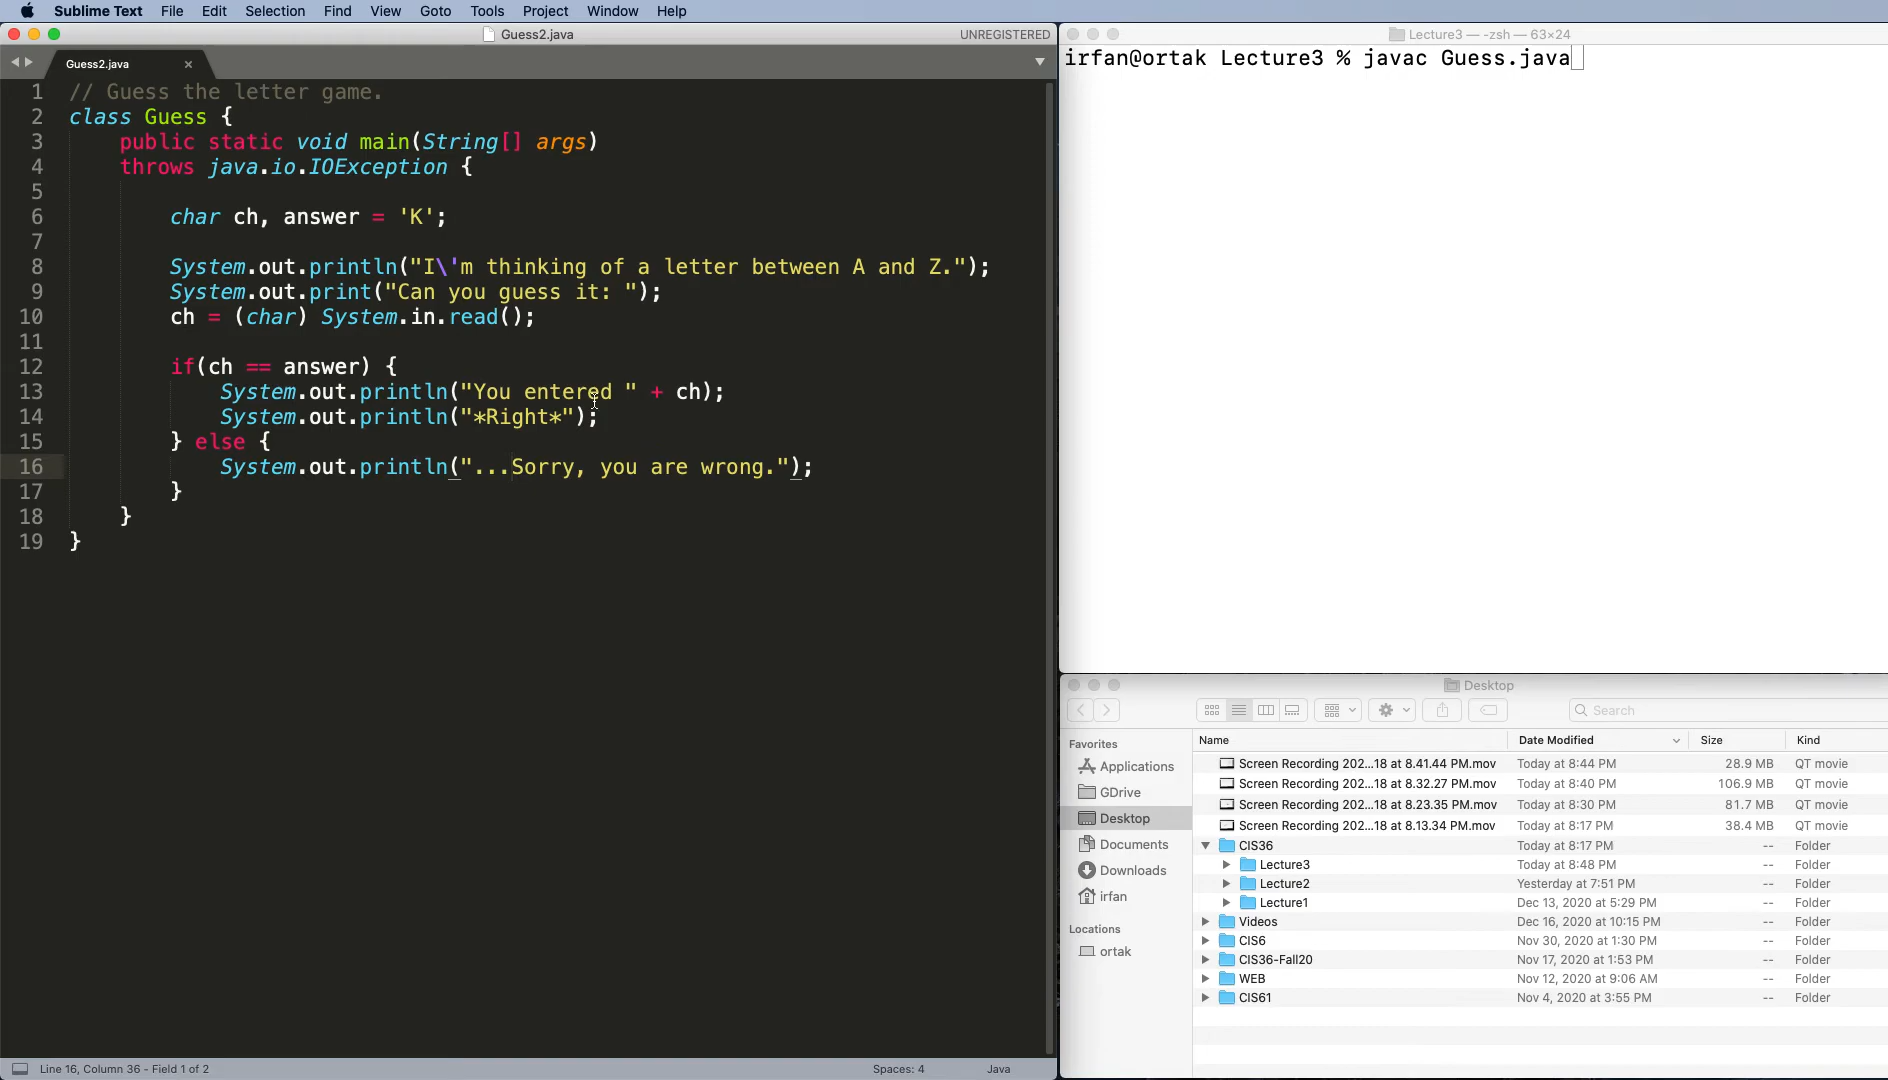 Sublime Text File Edit Selection Find View Goto Tools Project Window Help
Guess2.java UNREGISTERED
Guess2.java ×
1 // Guess the letter game.
2 class Guess {
3 public static void main(String[] args)
4 throws java.io.IOException {
5
6 char ch, answer = 'K';
7
8 System.out.println("I\'m thinking of a letter between A and Z.");
9 System.out.print("Can you guess it: ");
10 ch = (char) System.in.read();
11
12 if(ch == answer) {
13 System.out.println("You entered " + ch);
14 System.out.println("*Right*");
15 } else {
16 System.out.println("...Sorry, you are wrong.");
17 }
18 }
19 }
Line 16, Column 36 - Field 1 of 2 Spaces: 4 Java
Lecture3 — -zsh — 63×24
irfan@ortak Lecture3 % javac Guess.java
Desktop
Search
Favorites
Applications
GDrive
Desktop
Documents
Downloads
irfan
Locations
ortak
Name Date Modified Size Kind
Screen Recording 202...18 at 8.41.44 PM.mov Today at 8:44 PM 28.9 MB QT movie
Screen Recording 202...18 at 8.32.27 PM.mov Today at 8:40 PM 106.9 MB QT movie
Screen Recording 202...18 at 8.23.35 PM.mov Today at 8:30 PM 81.7 MB QT movie
Screen Recording 202...18 at 8.13.34 PM.mov Today at 8:17 PM 38.4 MB QT movie
CIS36 Today at 8:17 PM -- Folder
Lecture3 Today at 8:48 PM -- Folder
Lecture2 Yesterday at 7:51 PM -- Folder
Lecture1 Dec 13, 2020 at 5:29 PM -- Folder
Videos Dec 16, 2020 at 10:15 PM -- Folder
CIS6 Nov 30, 2020 at 1:30 PM -- Folder
CIS36-Fall20 Nov 17, 2020 at 1:53 PM -- Folder
WEB Nov 12, 2020 at 9:06 AM -- Folder
CIS61 Nov 4, 2020 at 3:55 PM -- Folder